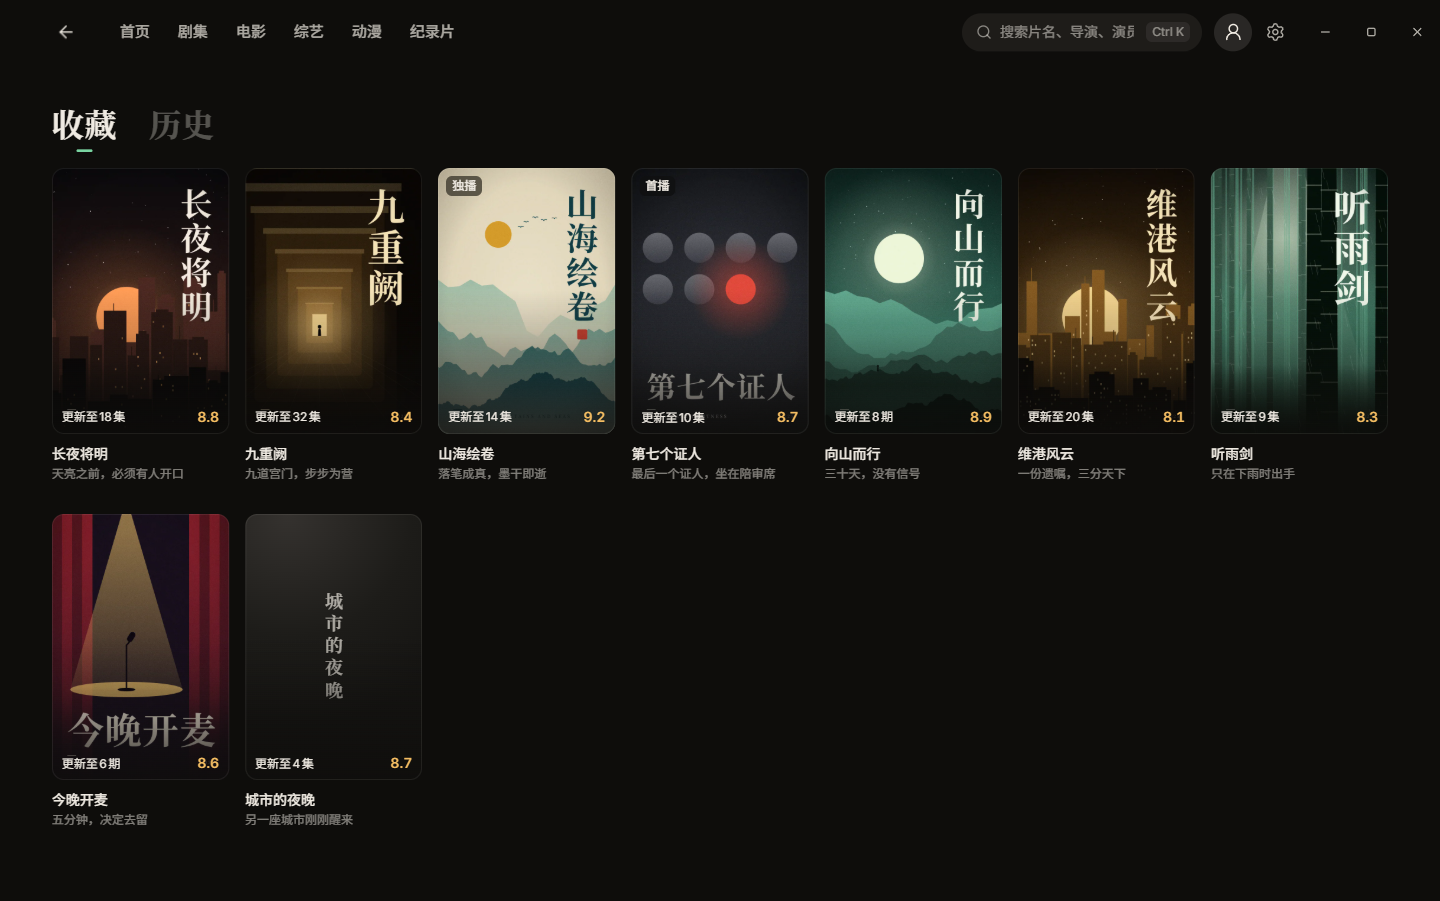 首页 剧集 电影 综艺 动漫 纪录片
搜索片名、导演、演员 Ctrl K
收藏 历史
长夜将明
更新至18集 8.8
长夜将明
天亮之前，必须有人开口
九重阙
更新至32集 8.4
九重阙
九道宫门，步步为营
独播
山海绘卷
更新至14集 9.2
山海绘卷
落笔成真，墨干即逝
首播
第七个证人
更新至10集 8.7
第七个证人
最后一个证人，坐在陪审席
向山而行
更新至8期 8.9
向山而行
三十天，没有信号
维港风云
更新至20集 8.1
维港风云
一份遗嘱，三分天下
听雨剑
更新至9集 8.3
听雨剑
只在下雨时出手
今晚开麦
更新至6期 8.6
今晚开麦
五分钟，决定去留
城市的夜晚
更新至4集 8.7
城市的夜晚
另一座城市刚刚醒来